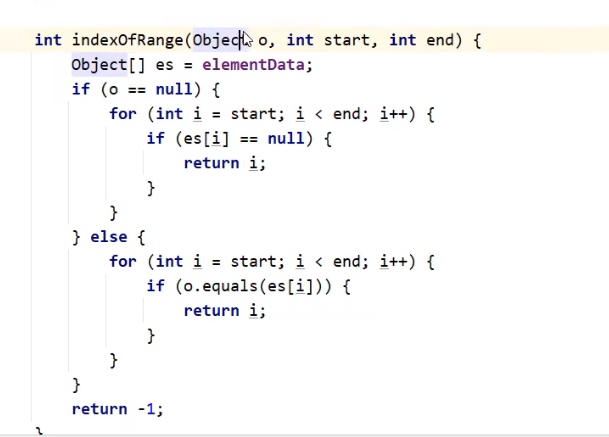 int indexOfRange(Object o, int start, int end) {
    Object[] es = elementData;
    if (o == null) {
        for (int i = start; i < end; i++) {
            if (es[i] == null) {
                return i;
            }
        }
    } else {
        for (int i = start; i < end; i++) {
            if (o.equals(es[i])) {
                return i;
            }
        }
    }
    return -1;
}